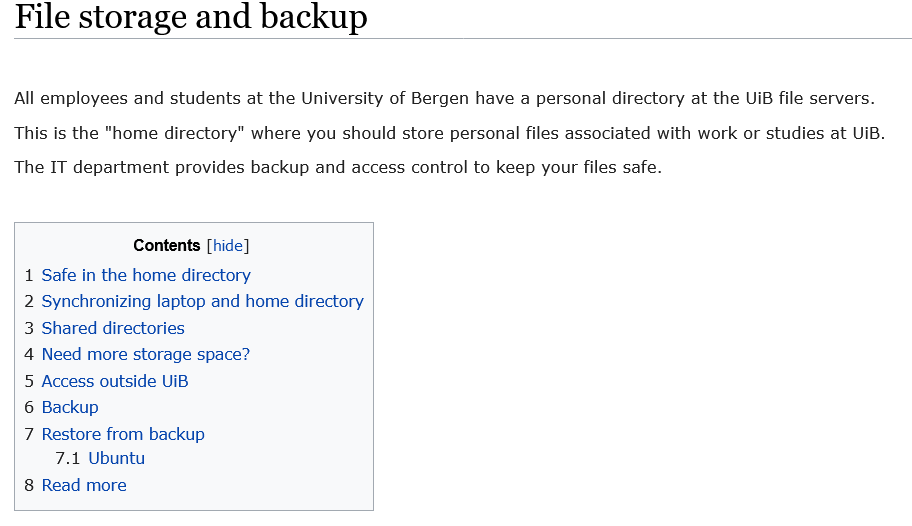 File storage and backup
All employees and students at the University of Bergen have a personal directory at the UiB file servers.
This is the "home directory" where you should store personal files associated with work or studies at UiB.
The IT department provides backup and access control to keep your files safe.
Contents [hide]
1 Safe in the home directory
2 Synchronizing laptop and home directory
3 Shared directories
4 Need more storage space?
5 Access outside UiB
6 Backup
7 Restore from backup
7.1 Ubuntu
8 Read more